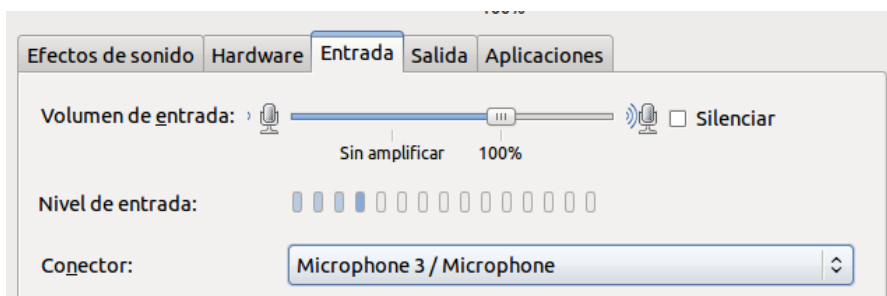 Efectos de sonido Hardware Entrada Salida Aplicaciones
Volumen de entrada: Silenciar
Sin amplificar 100%
Nivel de entrada:
Conector: Microphone 3 / Microphone